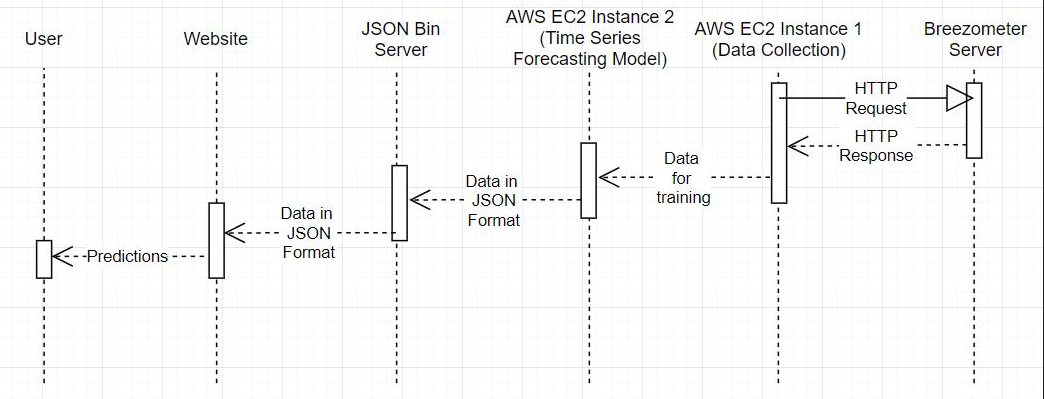 User
Website
JSON Bin
Server
AWS EC2 Instance 2
(Time Series
Forecasting Model)
AWS EC2 Instance 1
(Data Collection)
Breezometer
Server
HTTP
Request
HTTP
Response
Data
for
training
Data in
JSON
Format
Data in
JSON
Format
Predictions